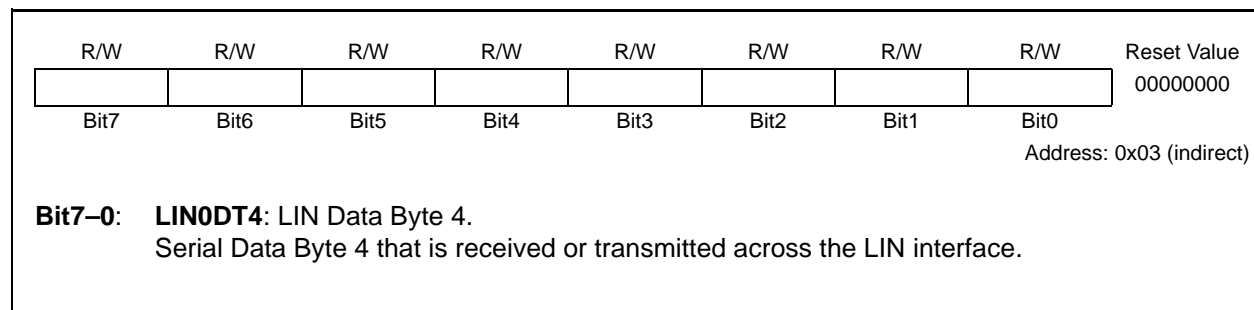 R/W R/W R/W R/W R/W R/W R/W R/W Reset Value
00000000
Bit7 Bit6 Bit5 Bit4 Bit3 Bit2 Bit1 Bit0
Address: 0x03 (indirect)
Bit7–0: LIN0DT4: LIN Data Byte 4.
Serial Data Byte 4 that is received or transmitted across the LIN interface.